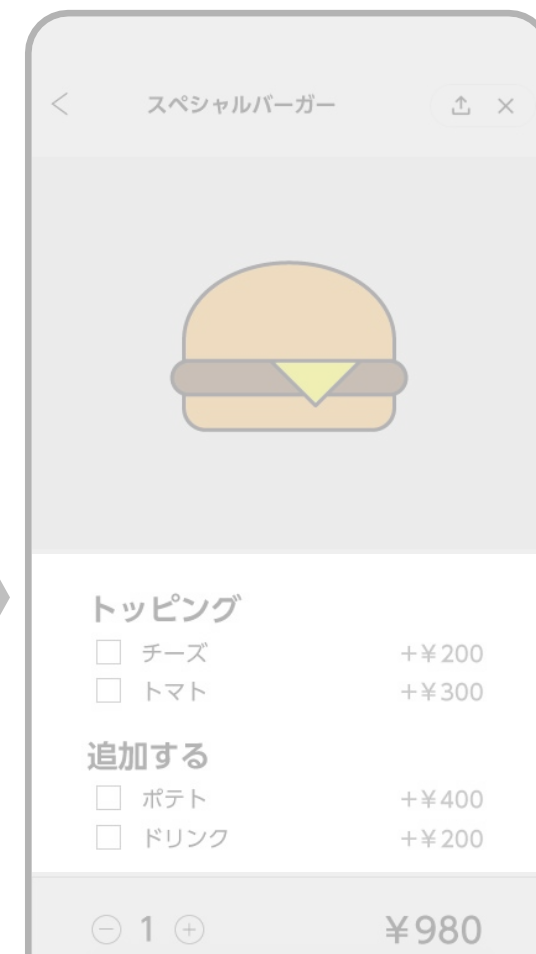 スペシャルバーガー
トッピング
チーズ +¥200
トマト +¥300
追加する
ポテト +¥400
ドリンク +¥200
1 ¥980